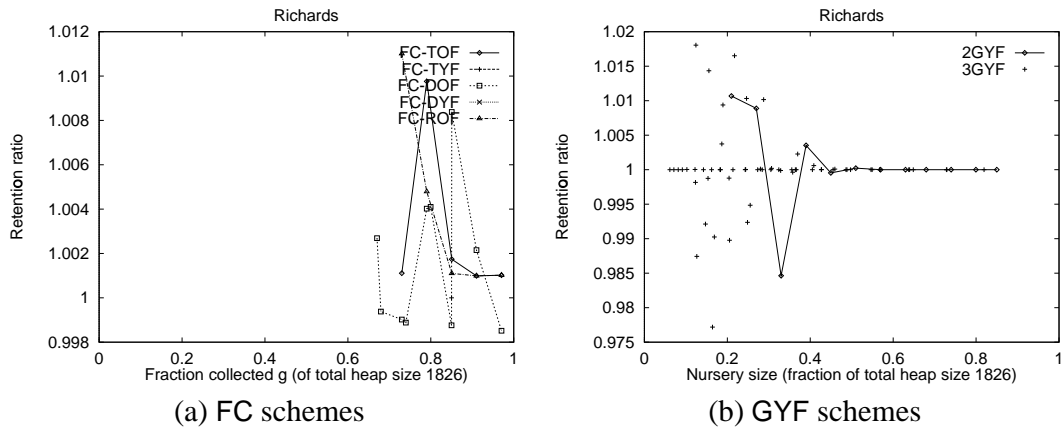 Richards
1.012
1.01
1.008
1.006
1.004
1.002
1
0.998
Retention ratio
FC-TOF
FC-TYF
FC-DOF
FC-DYF
FC-ROF
0 0.2 0.4 0.6 0.8 1
Fraction collected g (of total heap size 1826)
(a) FC schemes
Richards
1.02
1.015
1.01
1.005
1
0.995
0.99
0.985
0.98
0.975
Retention ratio
2GYF
3GYF
0 0.2 0.4 0.6 0.8 1
Nursery size (fraction of total heap size 1826)
(b) GYF schemes